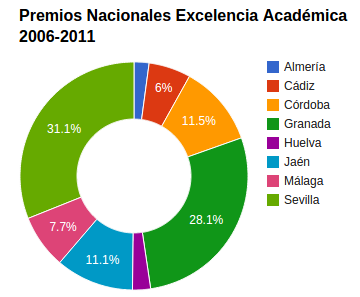 Premios Nacionales Excelencia Académica
2006-2011
6%
11.5%
28.1%
11.1%
7.7%
31.1%
Almería
Cádiz
Córdoba
Granada
Huelva
Jaén
Málaga
Sevilla